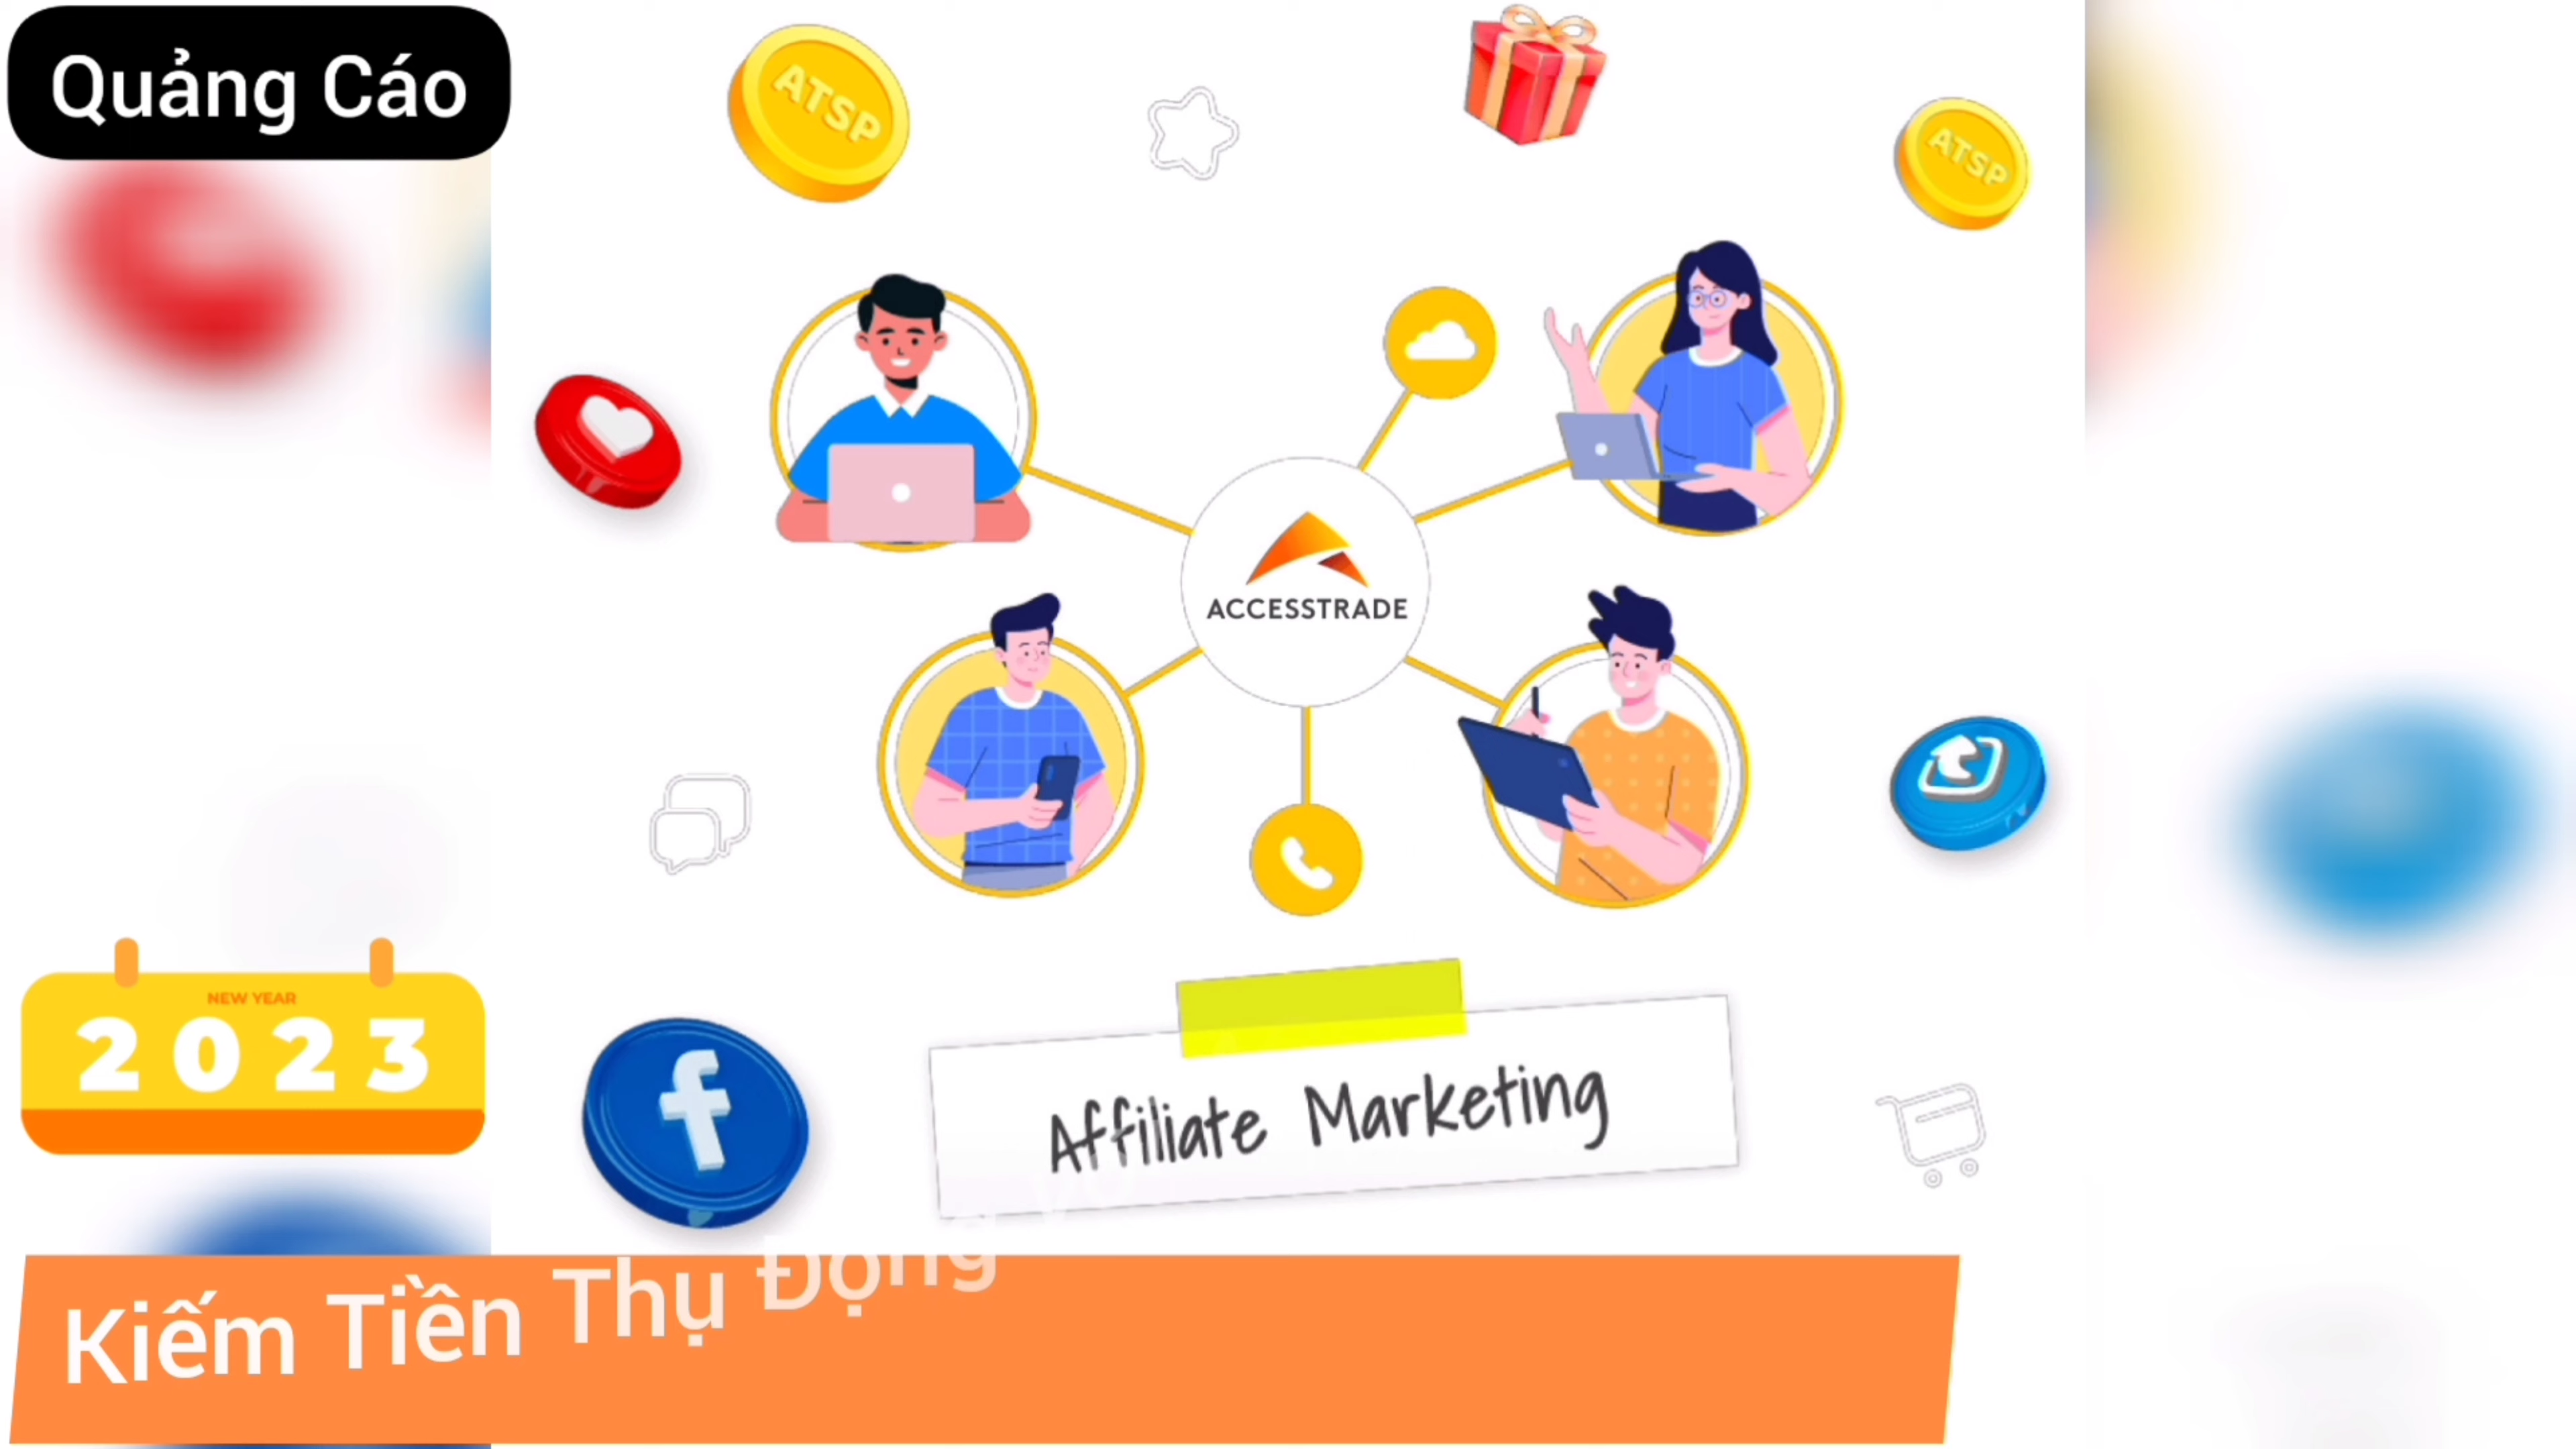 Quảng Cáo
ATSP
ATSP
ACCESSTRADE
NEW YEAR
2023
Affiliate Marketing
Kiếm Tiền Thụ Động